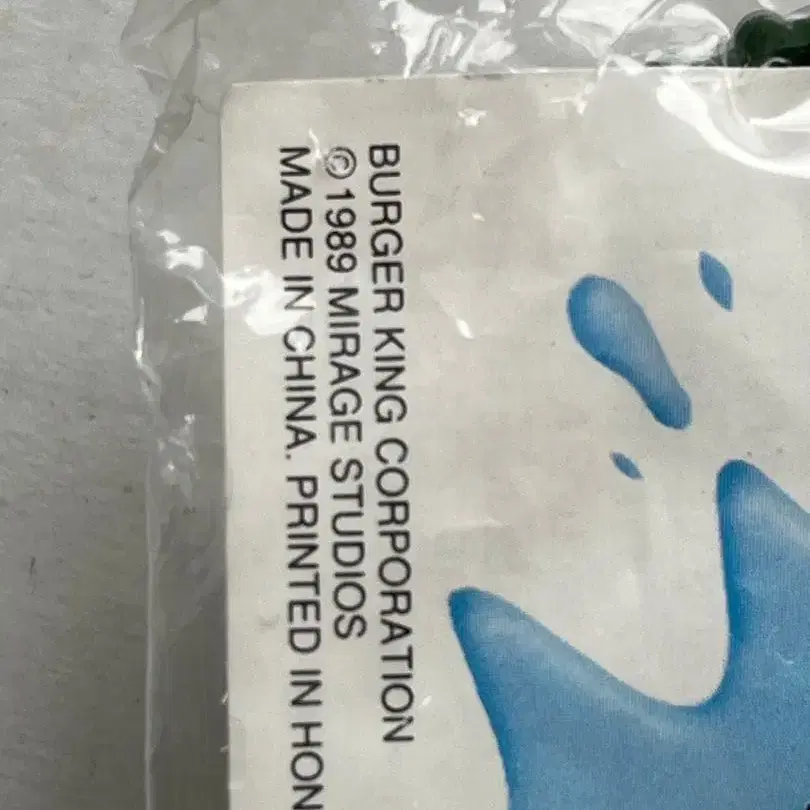 BURGER KING CORPORATION
© 1989 MIRAGE STUDIOS
MADE IN CHINA. PRINTED IN HON